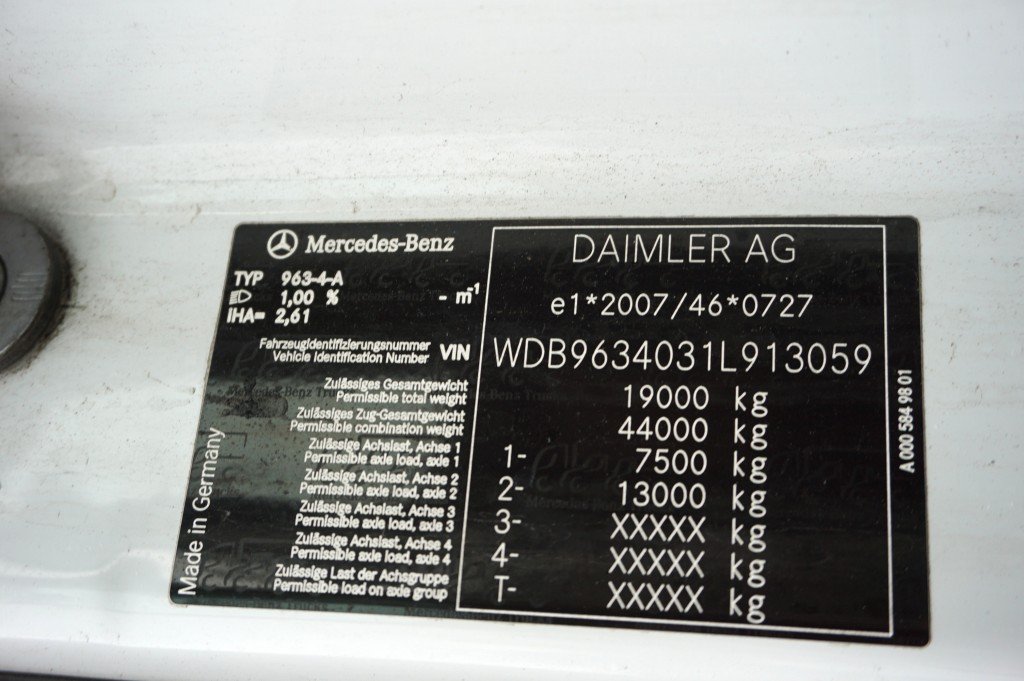 Mercedes-Benz
DAIMLER AG
TYP 963-4-A
1,00 % - m-1
IHA= 2,61
e1*2007/46*0727
Fahrzeugidentifizierungsnummer
Vehicle Identification Number VIN WDB9634031L913059
Zulässiges Gesamtgewicht
Permissible total weight 19000 kg
Zulässiges Zug-Gesamtgewicht
Permissible combination weight 44000 kg
Zulässige Achslast, Achse 1
Permissible axle load, axle 1 1- 7500 kg
Zulässige Achslast, Achse 2
Permissible axle load, axle 2 2- 13000 kg
Zulässige Achslast, Achse 3
Permissible axle load, axle 3 3- XXXXX kg
Zulässige Achslast, Achse 4
Permissible axle load, axle 4 4- XXXXX kg
Zulässige Last der Achsgruppe
Permissible load on axle group T- XXXXX kg
Made in Germany
A 000 584 98 01